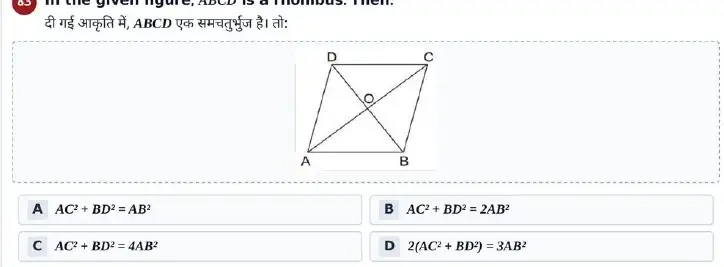 83 In the given figure, ABCD is a rhombus. Then:
दी गई आकृति में, ABCD एक समचतुर्भुज है। तो:
D C
O
A B
A AC² + BD² = AB²
B AC² + BD² = 2AB²
C AC² + BD² = 4AB²
D 2(AC² + BD²) = 3AB²